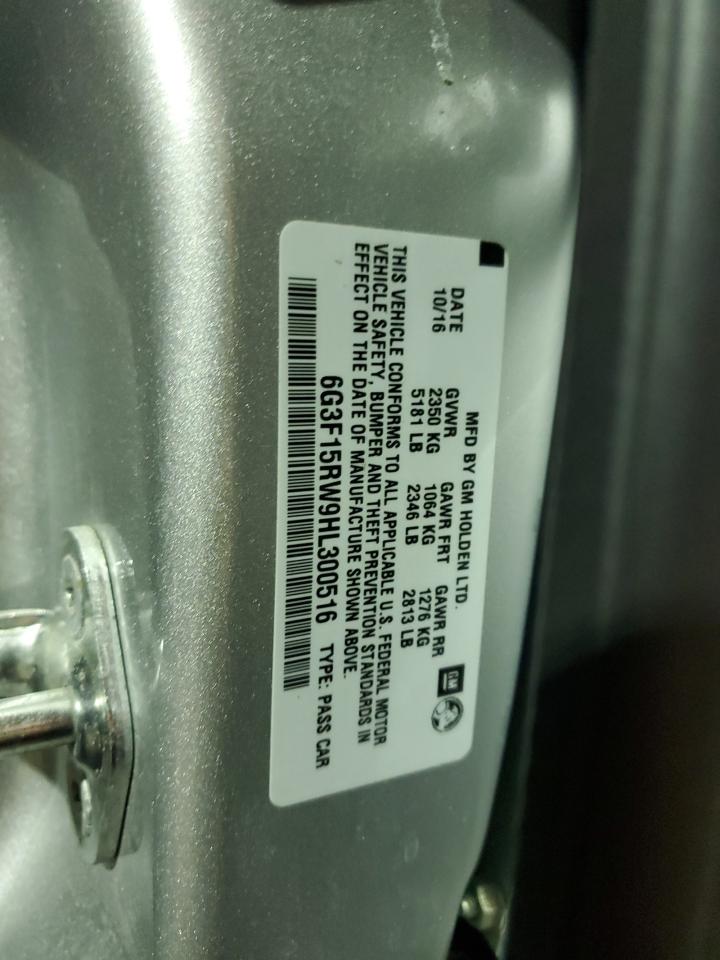 MFD BY GM HOLDEN LTD.
DATE GVWR GAWR FRT GAWR RR
10/16 2350 KG 1064 KG 1276 KG
5181 LB 2346 LB 2813 LB
GM
THIS VEHICLE CONFORMS TO ALL APPLICABLE U.S. FEDERAL MOTOR
VEHICLE SAFETY, BUMPER AND THEFT PREVENTION STANDARDS IN
EFFECT ON THE DATE OF MANUFACTURE SHOWN ABOVE.
6G3F15RW9HL300516 TYPE: PASS CAR